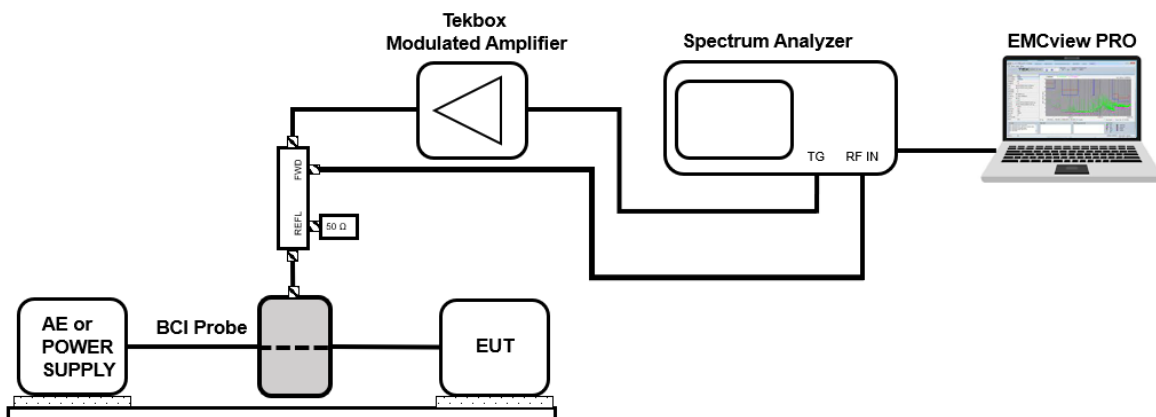 Tekbox
Modulated Amplifier
Spectrum Analyzer
EMCview PRO
TG
RF IN
FWD
REFL
50 Ω
AE or
POWER
SUPPLY
BCI Probe
EUT